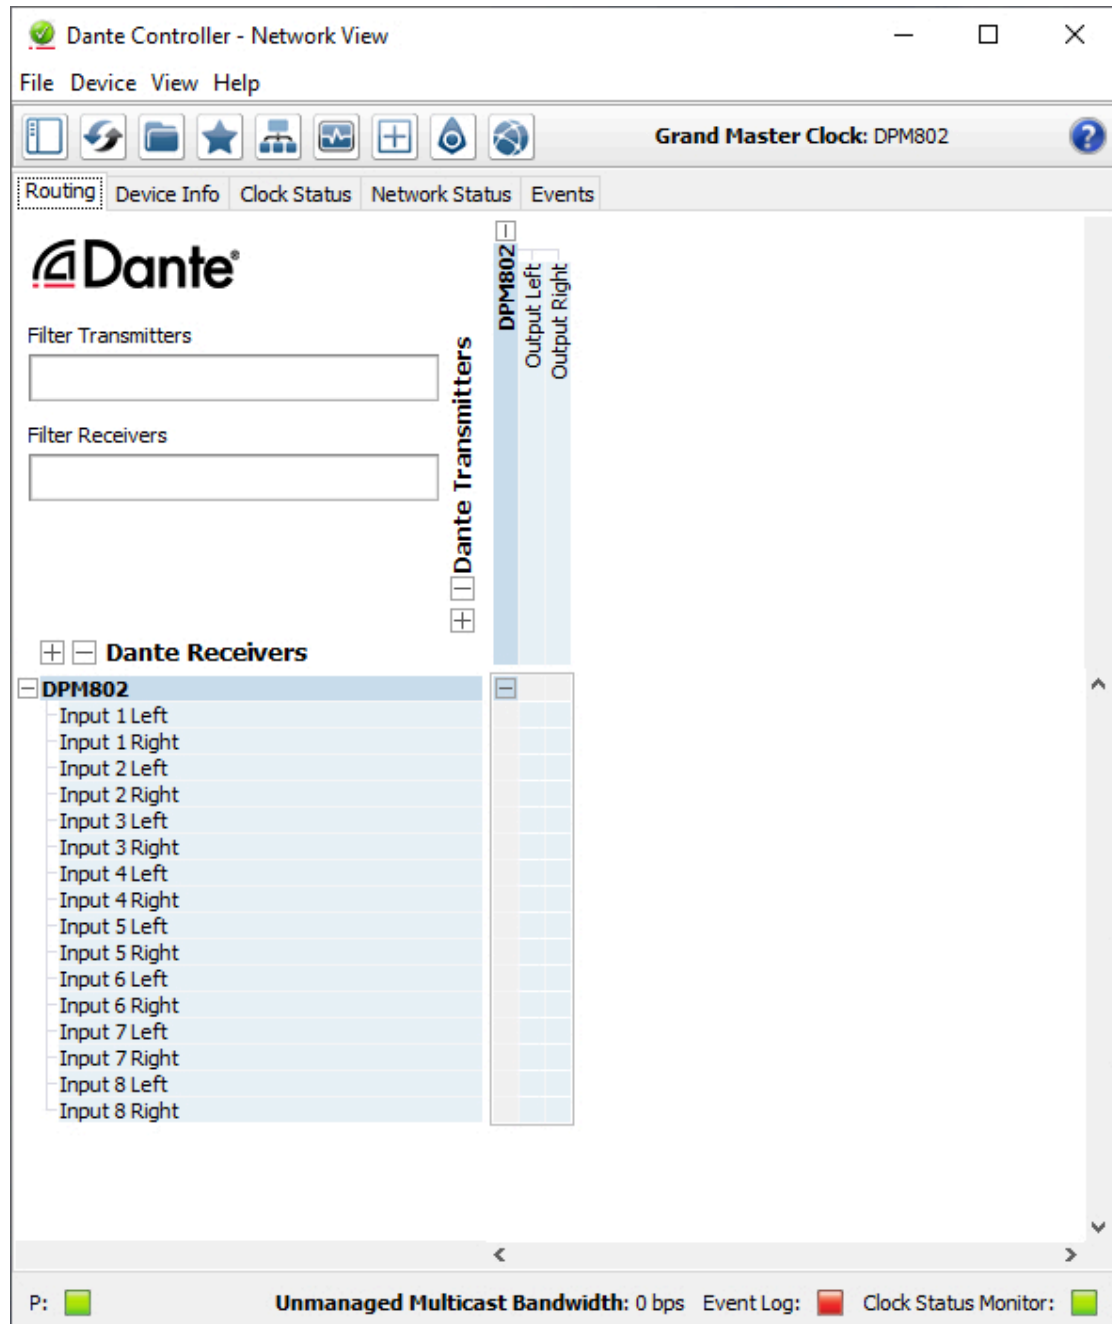 Dante Controller - Network View
File Device View Help
Grand Master Clock: DPM802
?
Routing Device Info Clock Status Network Status Events
Dante®
Filter Transmitters
Filter Receivers
Dante Transmitters
DPM802
Output Left
Output Right
Dante Receivers
DPM802
Input 1 Left
Input 1 Right
Input 2 Left
Input 2 Right
Input 3 Left
Input 3 Right
Input 4 Left
Input 4 Right
Input 5 Left
Input 5 Right
Input 6 Left
Input 6 Right
Input 7 Left
Input 7 Right
Input 8 Left
Input 8 Right
P: Unmanaged Multicast Bandwidth: 0 bps Event Log: Clock Status Monitor: